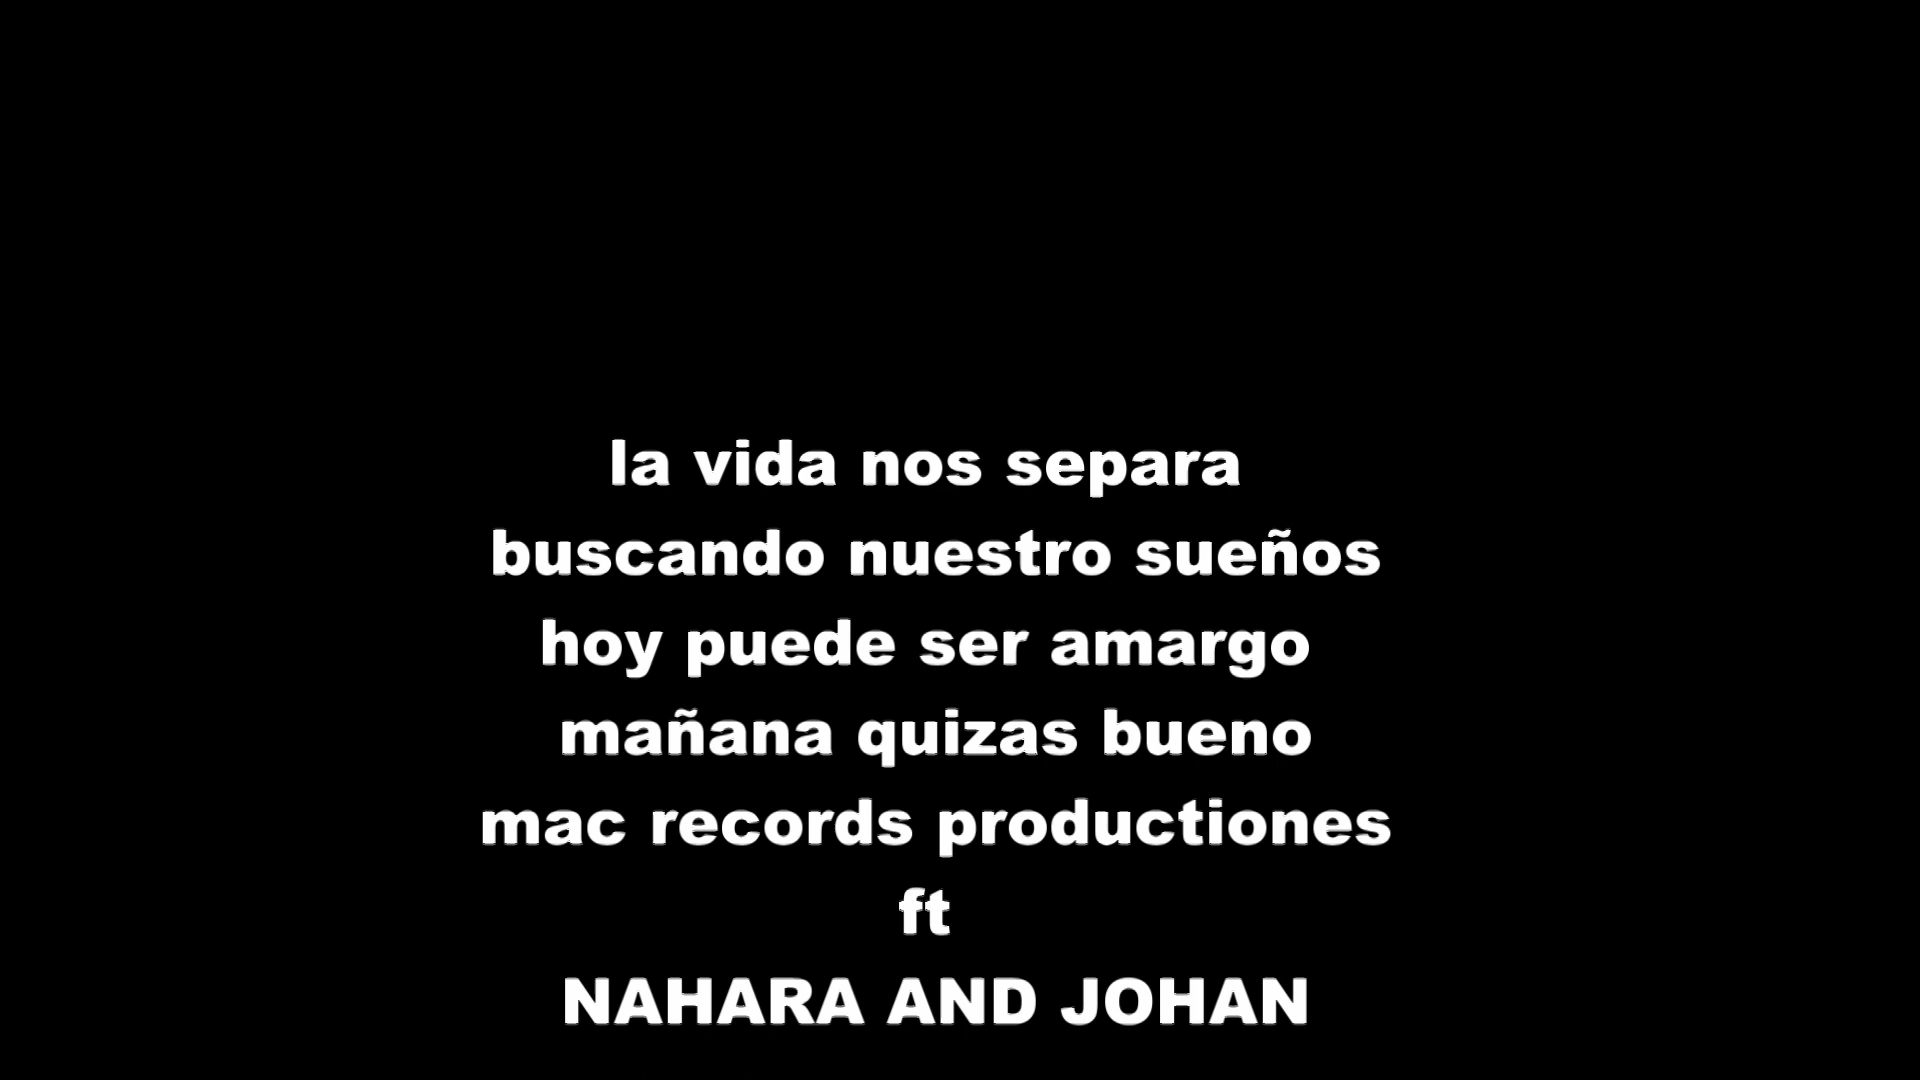 la vida nos separa
buscando nuestro sueños
hoy puede ser amargo
mañana quizas bueno
mac records productiones
ft
NAHARA AND JOHAN